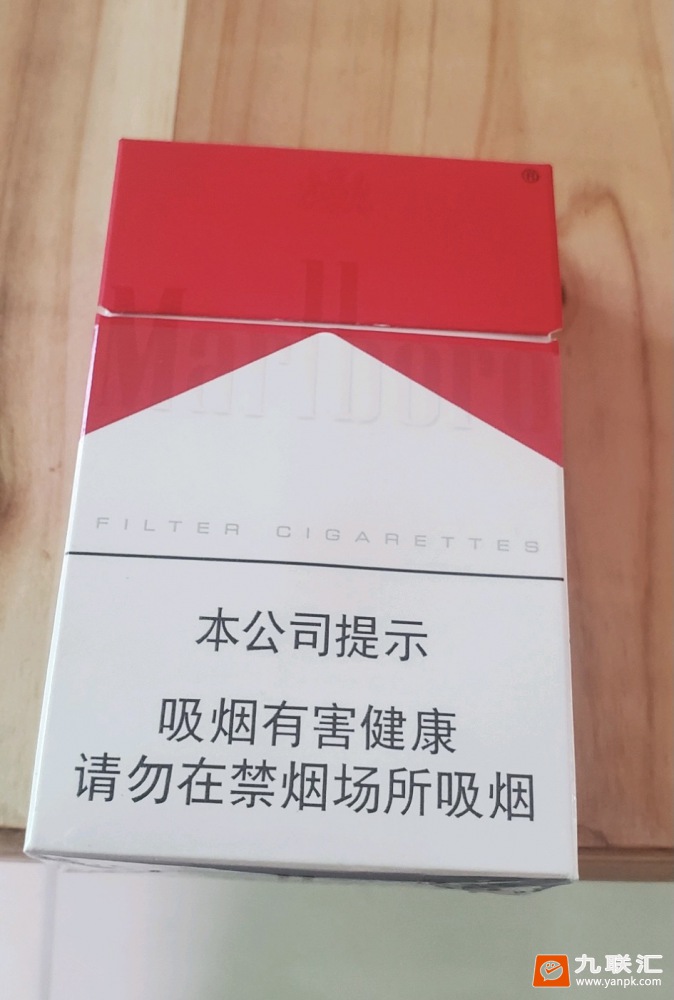 ®
Marlboro
FILTER CIGARETTES
本公司提示
吸烟有害健康
请勿在禁烟场所吸烟
九联汇
www.yanpk.com